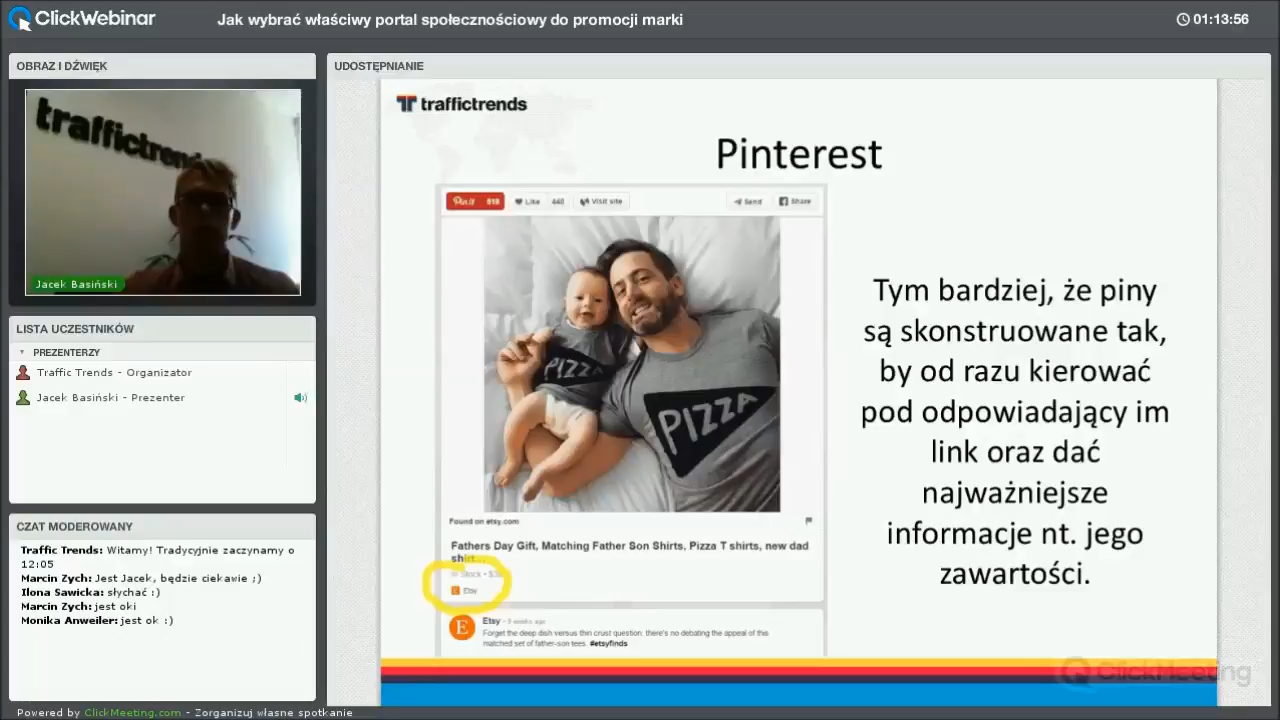 ClickWebinar
Jak wybrać właściwy portal społecznościowy do promocji marki
01:13:56
OBRAZ I DŹWIĘK
traffictrends
Jacek Basiński
LISTA UCZESTNIKÓW
PREZENTERZY
Traffic Trends - Organizator
Jacek Basiński - Prezenter
CZAT MODEROWANY
Traffic Trends: Witamy! Tradycyjnie zaczynamy o
12:05
Marcin Zych: Jest Jacek, będzie ciekawie ;)
Ilona Sawicka: słychać :)
Marcin Zych: jest oki
Monika Anweiler: jest ok :)
UDOSTĘPNIANIE
traffictrends
Pinterest
Pin it 818 Like 440 Visit site Send Share
PIZZA
PIZZA
Found on etsy.com
Fathers Day Gift, Matching Father Son Shirts, Pizza T shirts, new dad
shirt...
Etsy
E Etsy • 9 weeks ago
Forget the deep dish versus thin crust question: there's no debating the appeal of this
matched set of father-son tees. #etsyfinds
Tym bardziej, że piny
są skonstruowane tak,
by od razu kierować
pod odpowiadający im
link oraz dać
najważniejsze
informacje nt. jego
zawartości.
ClickMeeting
Powered by ClickMeeting.com - Zorganizuj własne spotkanie